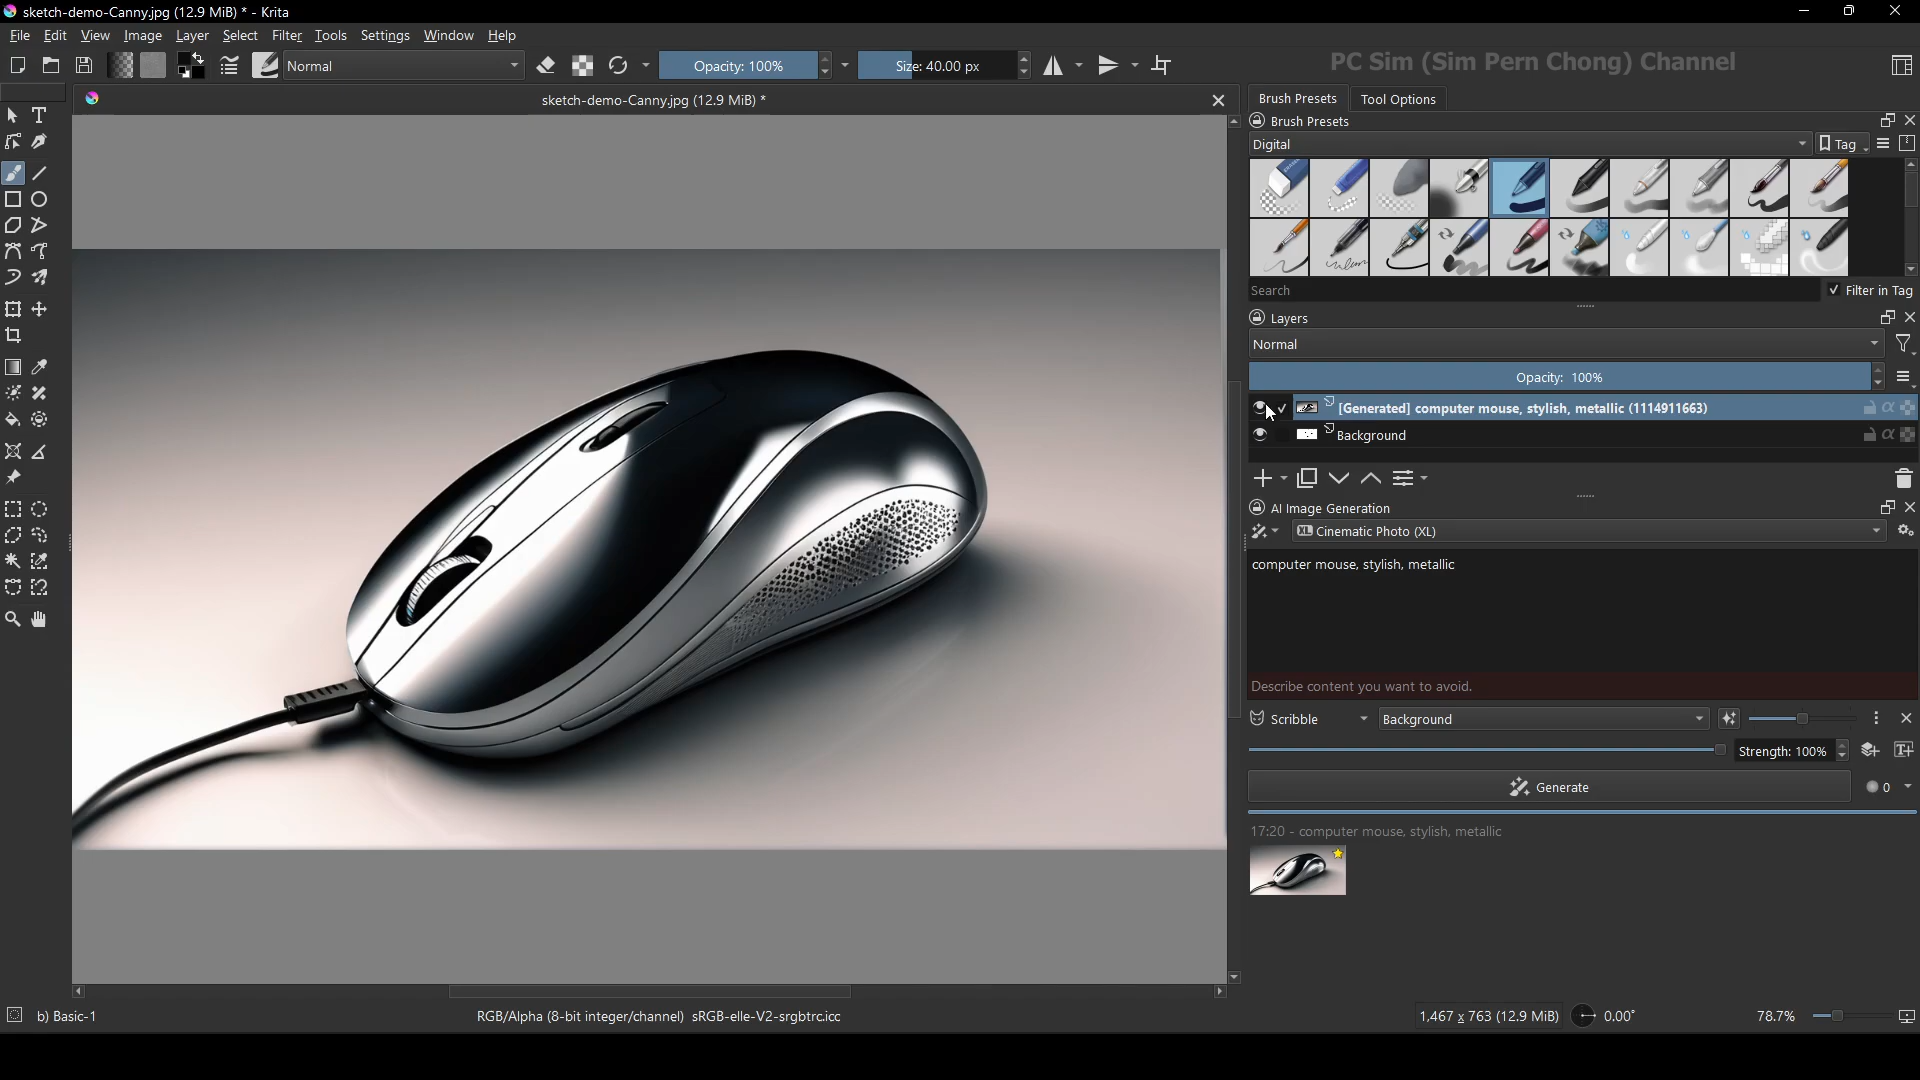 sketch-demo-Canny.jpg (12.9 MiB) * - Krita
File Edit View Image Layer Select Filter Tools Settings Window Help
Normal Opacity: 100% Size: 40.00 px
PC Sim (Sim Pern Chong) Channel
sketch-demo-Canny.jpg (12.9 MiB) *
Brush Presets Tool Options
Brush Presets
Digital Tag
Search Filter in Tag
Layers
Normal
Opacity: 100%
[Generated] computer mouse, stylish, metallic (1114911663)
Background
AI Image Generation
XL Cinematic Photo (XL)
computer mouse, stylish, metallic
Describe content you want to avoid.
Scribble Background
Strength: 100%
Generate 0
17:20 - computer mouse, stylish, metallic
b) Basic-1 RGB/Alpha (8-bit integer/channel) sRGB-elle-V2-srgbtrc.icc 1,467 x 763 (12.9 MiB) 0.00° 78.7%